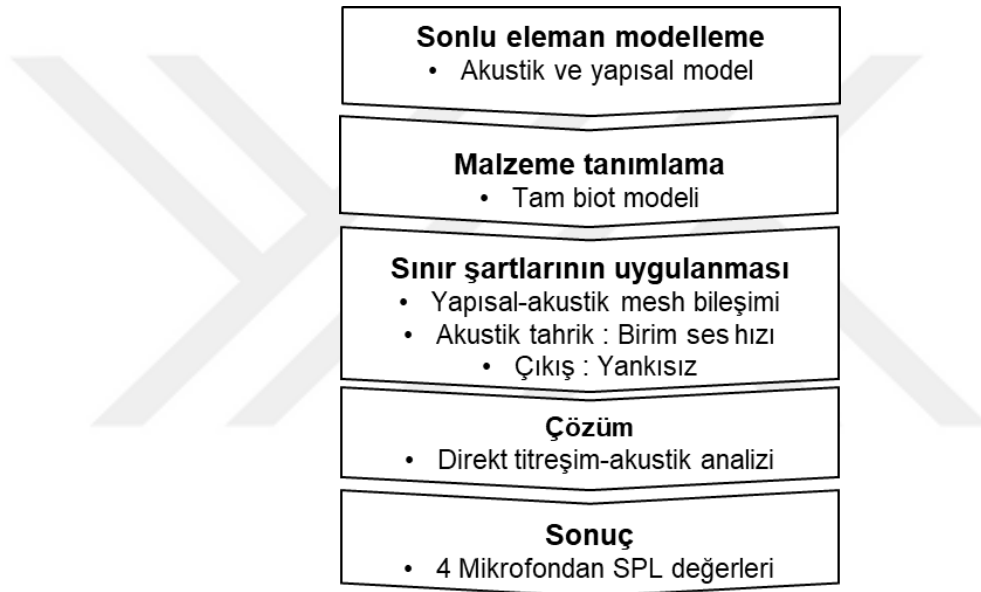 Sonlu eleman modelleme
• Akustik ve yapısal model
Malzeme tanımlama
• Tam biot modeli
Sınır şartlarının uygulanması
• Yapısal-akustik mesh bileşimi
• Akustik tahrik : Birim ses hızı
• Çıkış : Yankısız
Çözüm
• Direkt titreşim-akustik analizi
Sonuç
• 4 Mikrofondan SPL değerleri